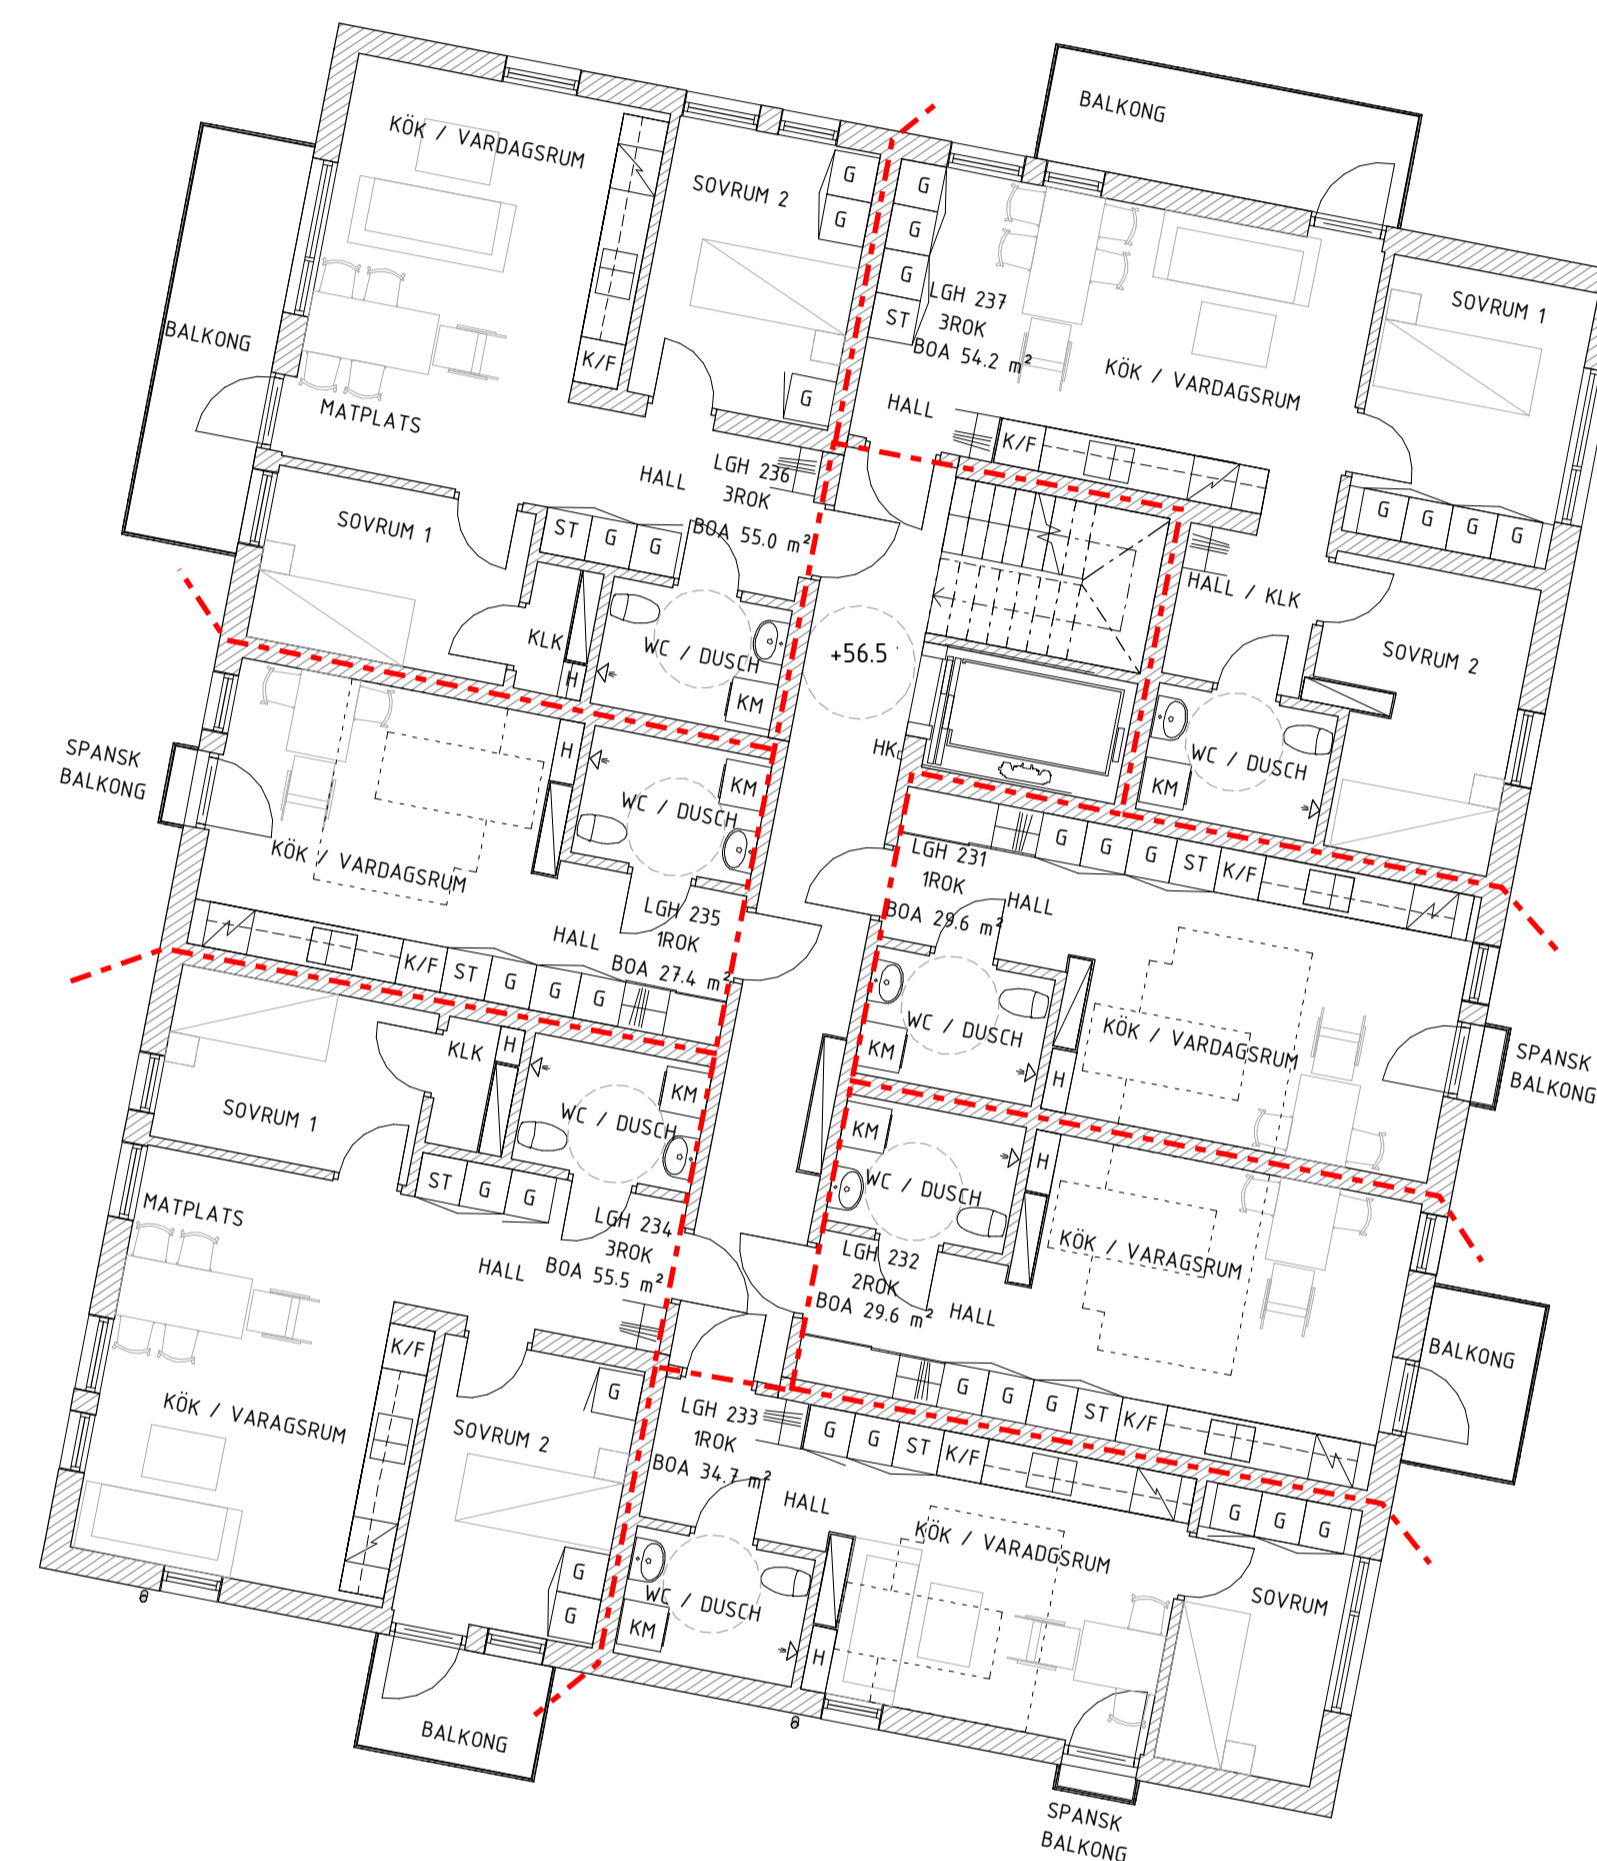 BALKONG
KÖK / VARDAGSRUM
SOVRUM 2
G
G
G
G
G
ST
LGH 237
3ROK
BOA 54.2 m²
KÖK / VARDAGSRUM
SOVRUM 1
BALKONG
K/F
G
MATPLATS
HALL
K/F
HALL
LGH 236
3ROK
BOA 55.0 m²
SOVRUM 1
ST
G
G
G
G
G
G
HALL / KLK
KLK
H
WC / DUSCH
KM
+56.5
SOVRUM 2
HK
WC / DUSCH
KM
SPANSK
BALKONG
H
KM
WC / DUSCH
KÖK / VARDAGSRUM
LGH 235
1ROK
BOA 27.4 m²
HALL
K/F
ST
G
G
G
LGH 231
1ROK
BOA 29.6 m²
HALL
G
G
G
ST
K/F
WC / DUSCH
KM
H
KÖK / VARDAGSRUM
SPANSK
BALKONG
KLK
H
KM
WC / DUSCH
SOVRUM 1
ST
G
G
MATPLATS
HALL
LGH 234
3ROK
BOA 55.5 m²
KM
WC / DUSCH
H
KÖK / VARAGSRUM
LGH 232
2ROK
BOA 29.6 m²
HALL
BALKONG
K/F
G
G
G
G
ST
K/F
KÖK / VARAGSRUM
SOVRUM 2
LGH 233
1ROK
BOA 34.7 m²
G
G
ST
K/F
HALL
KÖK / VARADGSRUM
G
G
G
SOVRUM
G
G
WC / DUSCH
KM
H
BALKONG
SPANSK
BALKONG